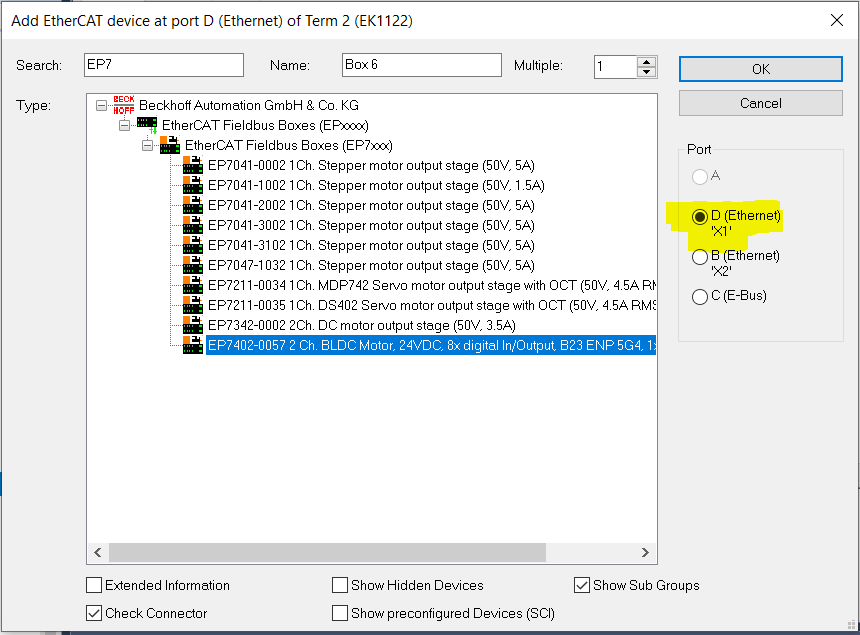 Add EtherCAT device at port D (Ethernet) of Term 2 (EK1122)
Search: EP7 Name: Box 6 Multiple: 1 OK
Type: Cancel
BECK
HOFF
Beckhoff Automation GmbH & Co. KG
EtherCAT Fieldbus Boxes (EPxxxx)
EtherCAT Fieldbus Boxes (EP7xxx)
EP7041-0002 1Ch. Stepper motor output stage (50V, 5A)
EP7041-1002 1Ch. Stepper motor output stage (50V, 1.5A)
EP7041-2002 1Ch. Stepper motor output stage (50V, 5A)
EP7041-3002 1Ch. Stepper motor output stage (50V, 5A)
EP7041-3102 1Ch. Stepper motor output stage (50V, 5A)
EP7047-1032 1Ch. Stepper motor output stage (50V, 5A)
EP7211-0034 1Ch. MDP742 Servo motor output stage with OCT (50V, 4.5A RM
EP7211-0035 1Ch. DS402 Servo motor output stage with OCT (50V, 4.5A RMS
EP7342-0002 2Ch. DC motor output stage (50V, 3.5A)
EP7402-0057 2 Ch. BLDC Motor, 24VDC, 8x digital In/Output, B23 ENP 5G4, 1x
Port
A
D (Ethernet)
'X1'
B (Ethernet)
'X2'
C (E-Bus)
Extended Information Show Hidden Devices Show Sub Groups
Check Connector Show preconfigured Devices (SCI)